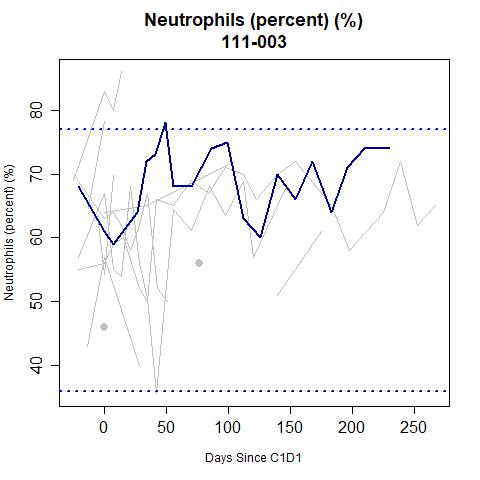 Neutrophils (percent) (%)
111-003
Neutrophils (percent) (%)
80
70
60
50
40
0 50 100 150 200 250
Days Since C1D1